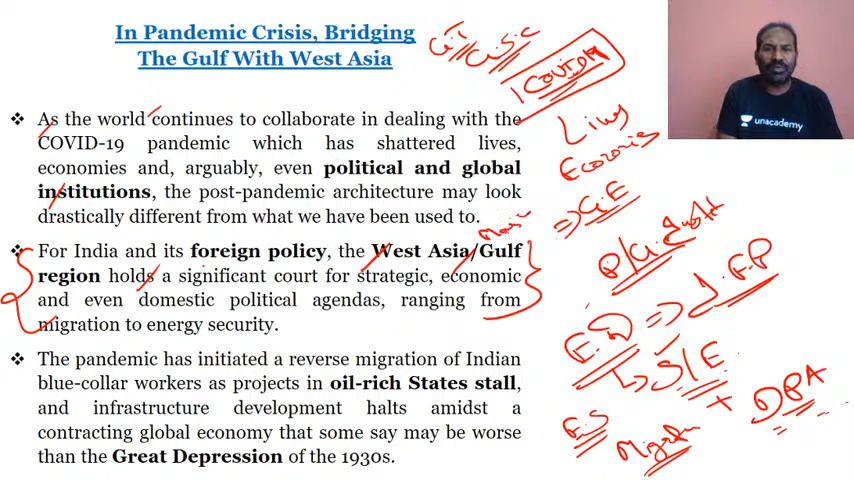 In Pandemic Crisis, Bridging
The Gulf With West Asia
❖ As the world continues to collaborate in dealing with the
COVID-19 pandemic which has shattered lives,
economies and, arguably, even political and global
institutions, the post-pandemic architecture may look
drastically different from what we have been used to.
❖ For India and its foreign policy, the West Asia/Gulf
region holds a significant court for strategic, economic
and even domestic political agendas, ranging from
migration to energy security.
❖ The pandemic has initiated a reverse migration of Indian
blue-collar workers as projects in oil-rich States stall,
and infrastructure development halts amidst a
contracting global economy that some say may be worse
than the Great Depression of the 1930s.
COVID19
Lives
⇒ G.E
S/E
+ DPA
E.S
unacademy